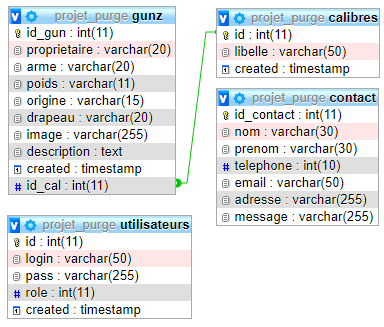 projet_purge gunz
id_gun : int(11)
proprietaire : varchar(20)
arme : varchar(20)
poids : varchar(11)
origine : varchar(15)
drapeau : varchar(20)
image : varchar(255)
description : text
created : timestamp
id_cal : int(11)
projet_purge calibres
id : int(11)
libelle : varchar(50)
created : timestamp
projet_purge contact
id_contact : int(11)
nom : varchar(30)
prenom : varchar(30)
telephone : int(10)
email : varchar(50)
adresse : varchar(255)
message : varchar(255)
projet_purge utilisateurs
id : int(11)
login : varchar(50)
pass : varchar(255)
role : int(11)
created : timestamp